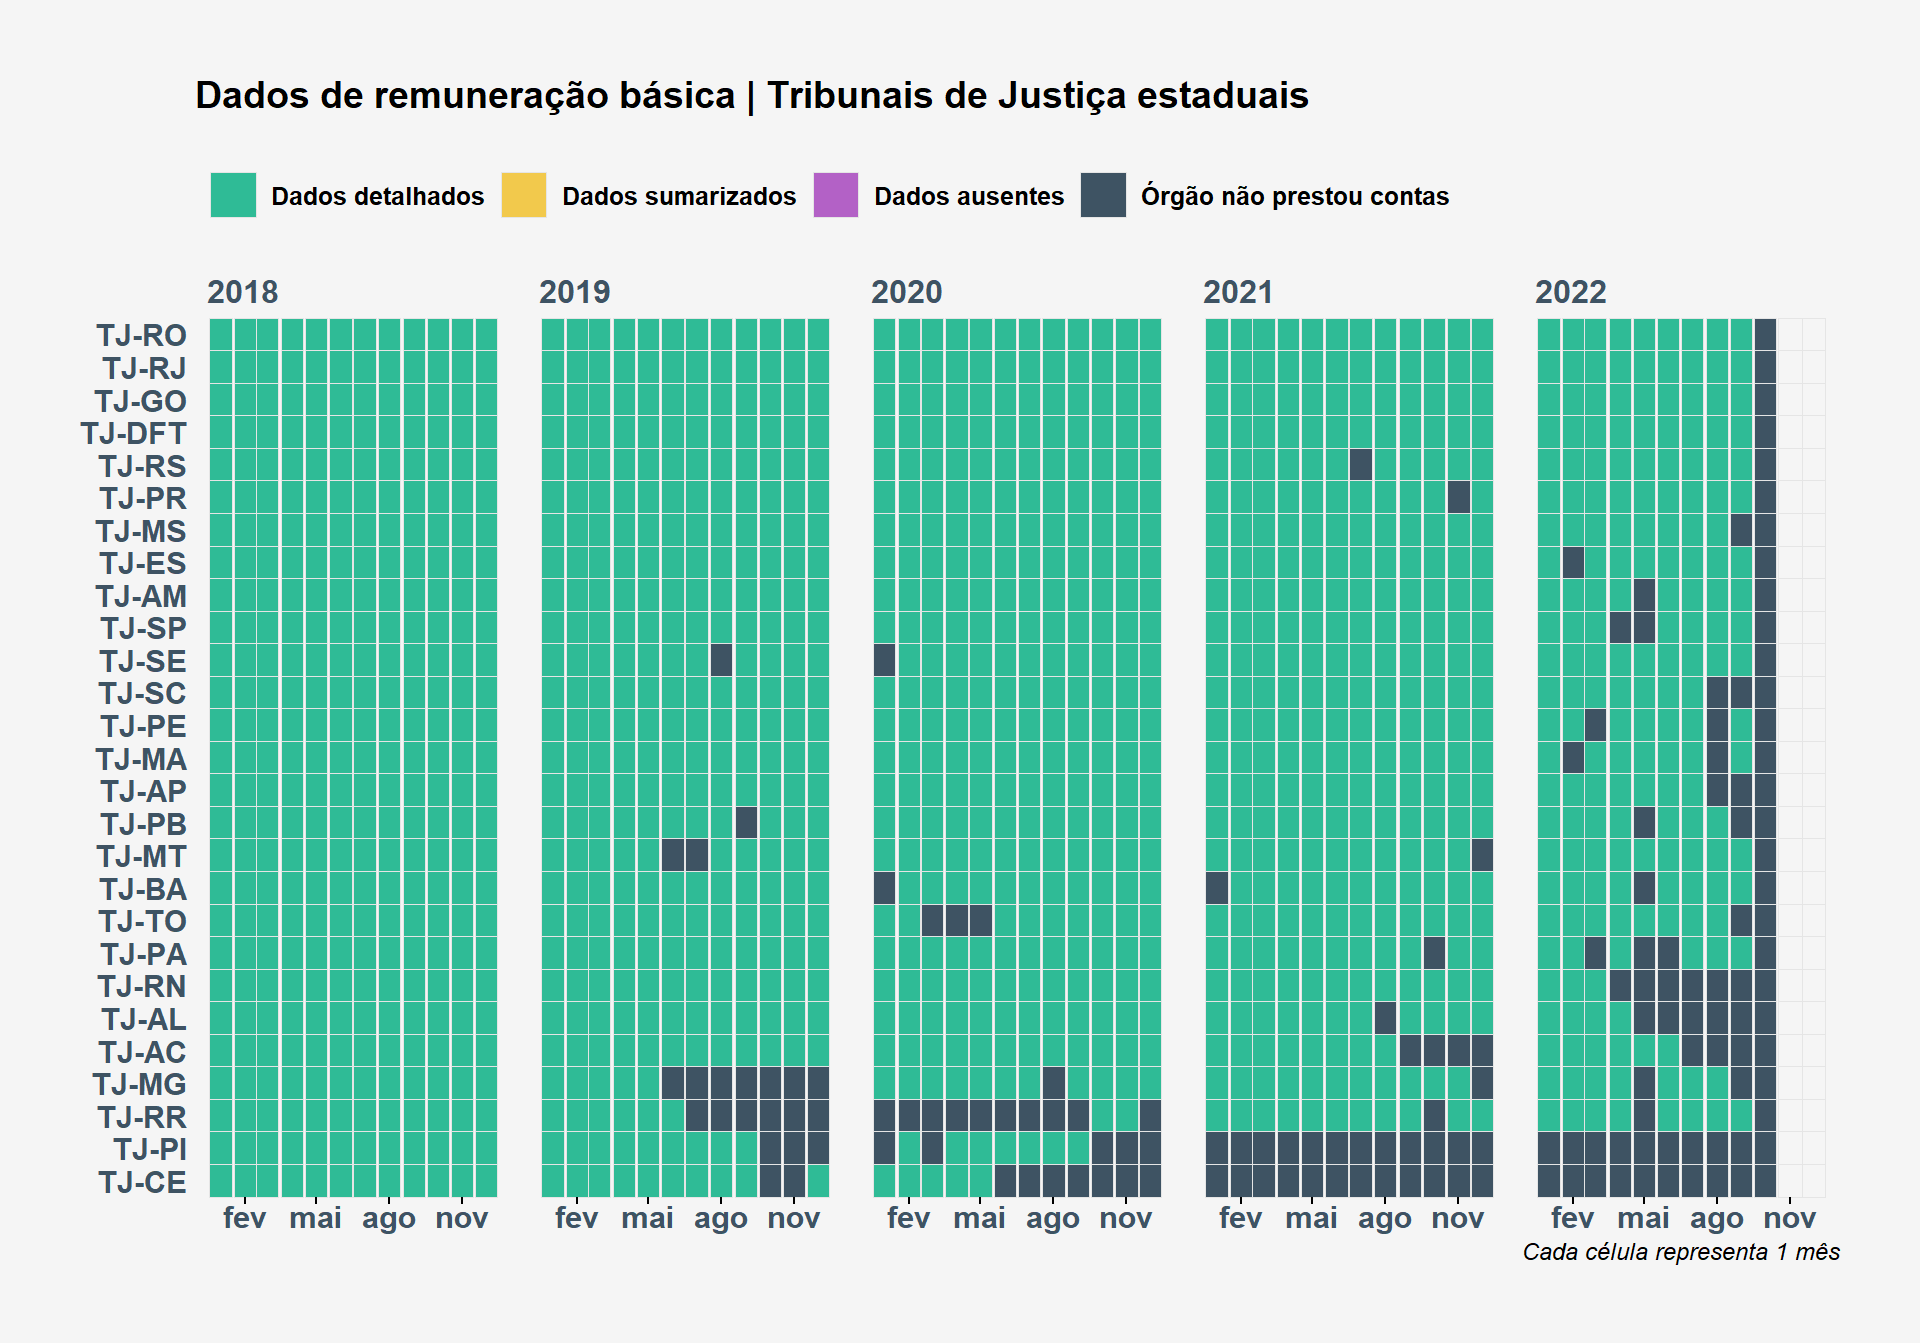 Dados de remuneração básica | Tribunais de Justiça estaduais
Dados detalhados Dados sumarizados Dados ausentes Órgão não prestou contas
2018 2019 2020 2021 2022
TJ-RO
TJ-RJ
TJ-GO
TJ-DFT
TJ-RS
TJ-PR
TJ-MS
TJ-ES
TJ-AM
TJ-SP
TJ-SE
TJ-SC
TJ-PE
TJ-MA
TJ-AP
TJ-PB
TJ-MT
TJ-BA
TJ-TO
TJ-PA
TJ-RN
TJ-AL
TJ-AC
TJ-MG
TJ-RR
TJ-PI
TJ-CE
fev mai ago nov fev mai ago nov fev mai ago nov fev mai ago nov fev mai ago nov
Cada célula representa 1 mês